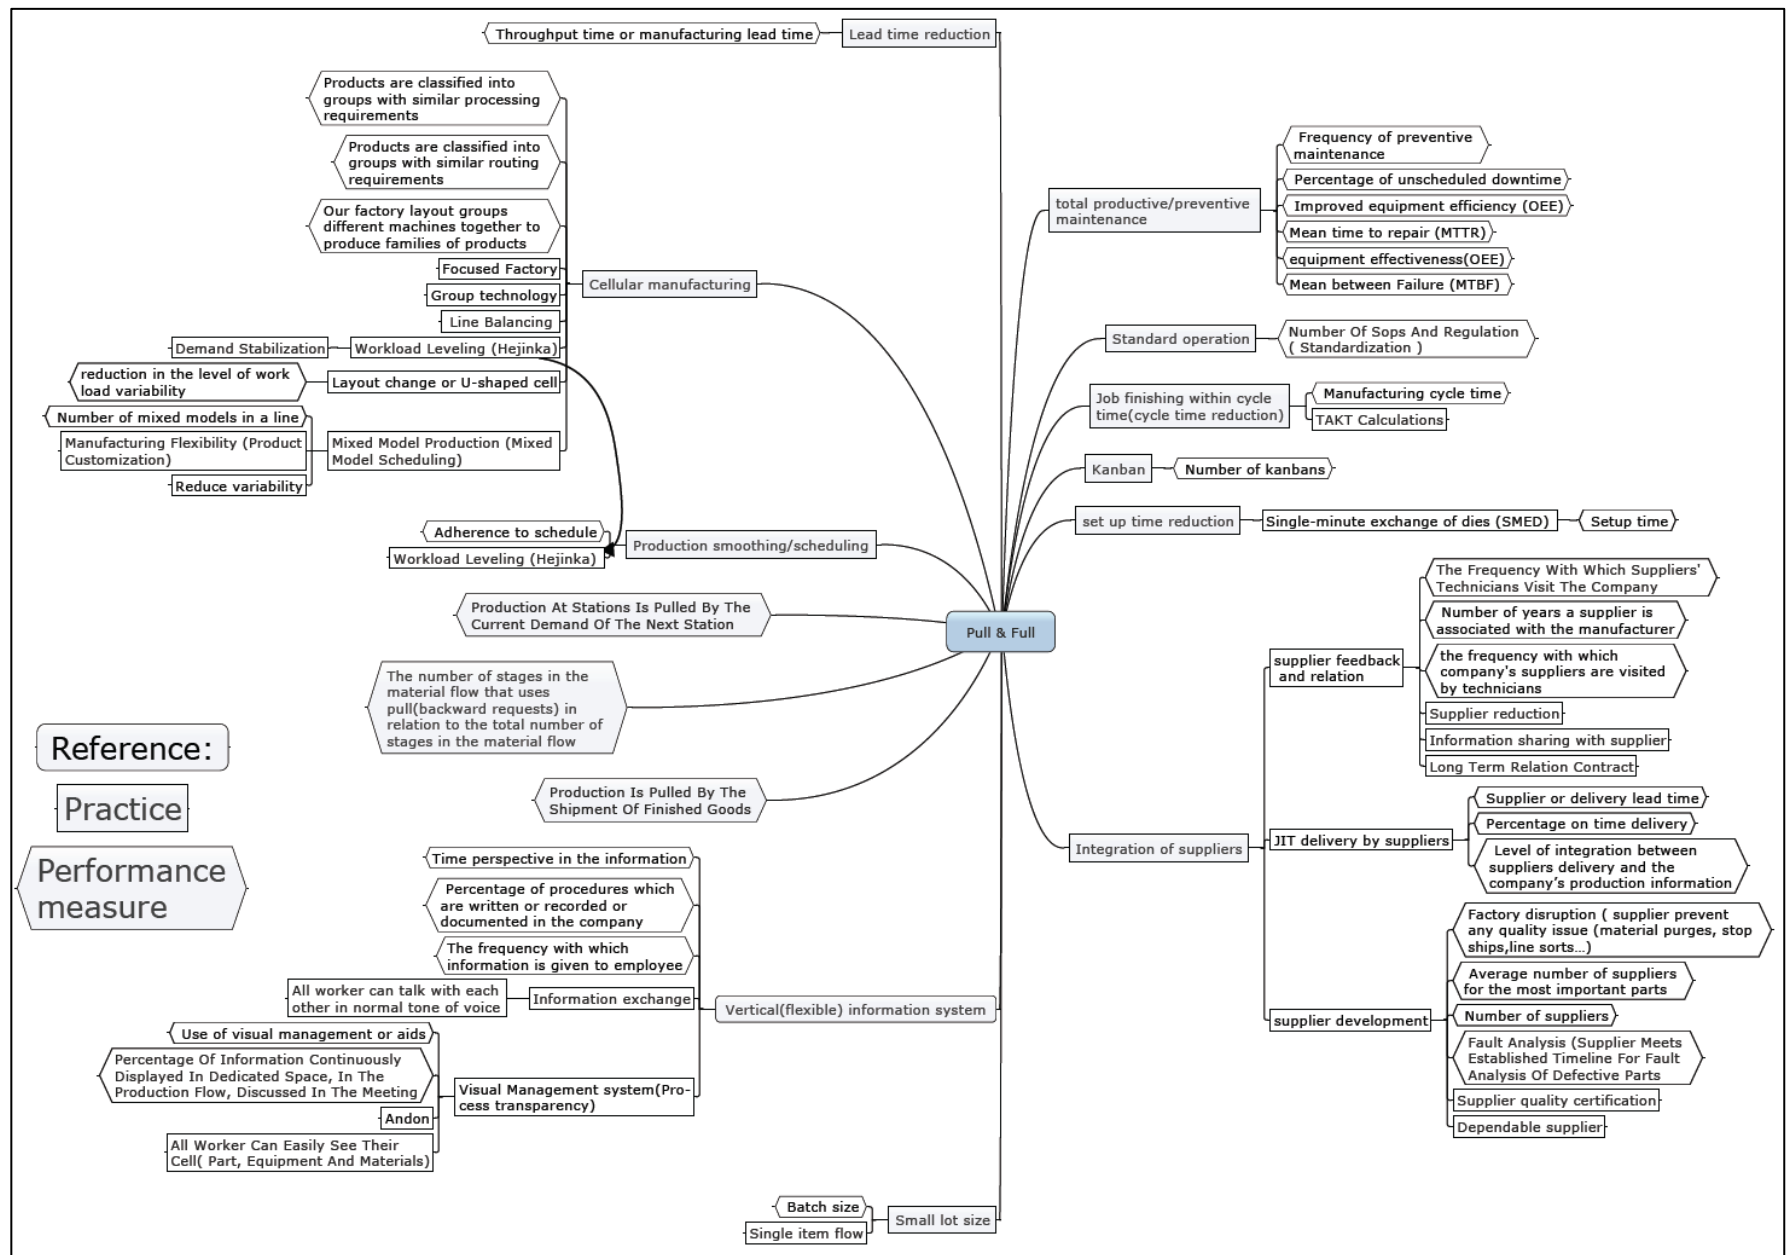 Throughput time or manufacturing lead time
Lead time reduction
Products are classified into
groups with similar processing
requirements
Products are classified into
groups with similar routing
requirements
Our factory layout groups
different machines together to
produce families of products
Focused Factory
Group technology
Line Balancing
Demand Stabilization
Workload Leveling (Hejinka)
reduction in the level of work
load variability
Layout change or U-shaped cell
Number of mixed models in a line
Manufacturing Flexibility (Product
Customization)
Reduce variability
Mixed Model Production (Mixed
Model Scheduling)
Cellular manufacturing
Adherence to schedule
Workload Leveling (Hejinka)
Production smoothing/scheduling
Production At Stations Is Pulled By The
Current Demand Of The Next Station
The number of stages in the
material flow that uses
pull(backward requests) in
relation to the total number of
stages in the material flow
Production Is Pulled By The
Shipment Of Finished Goods
Reference:
Practice
Performance
measure
Time perspective in the information
Percentage of procedures which
are written or recorded or
documented in the company
The frequency with which
information is given to employee
All worker can talk with each
other in normal tone of voice
Information exchange
Vertical(flexible) information system
Use of visual management or aids
Percentage Of Information Continuously
Displayed In Dedicated Space, In The
Production Flow, Discussed In The Meeting
Andon
All Worker Can Easily See Their
Cell( Part, Equipment And Materials)
Visual Management system(Pro-
cess transparency)
Batch size
Single item flow
Small lot size
Pull & Full
total productive/preventive
maintenance
Frequency of preventive
maintenance
Percentage of unscheduled downtime
Improved equipment efficiency (OEE)
Mean time to repair (MTTR)
equipment effectiveness(OEE)
Mean between Failure (MTBF)
Standard operation
Number Of Sops And Regulation
( Standardization )
Job finishing within cycle
time(cycle time reduction)
Manufacturing cycle time
TAKT Calculations
Kanban
Number of kanbans
set up time reduction
Single-minute exchange of dies (SMED)
Setup time
Integration of suppliers
supplier feedback
and relation
The Frequency With Which Suppliers'
Technicians Visit The Company
Number of years a supplier is
associated with the manufacturer
the frequency with which
company's suppliers are visited
by technicians
Supplier reduction
Information sharing with supplier
Long Term Relation Contract
JIT delivery by suppliers
Supplier or delivery lead time
Percentage on time delivery
Level of integration between
suppliers delivery and the
company's production information
supplier development
Factory disruption ( supplier prevent
any quality issue (material purges, stop
ships,line sorts...)
Average number of suppliers
for the most important parts
Number of suppliers
Fault Analysis (Supplier Meets
Established Timeline For Fault
Analysis Of Defective Parts
Supplier quality certification
Dependable supplier